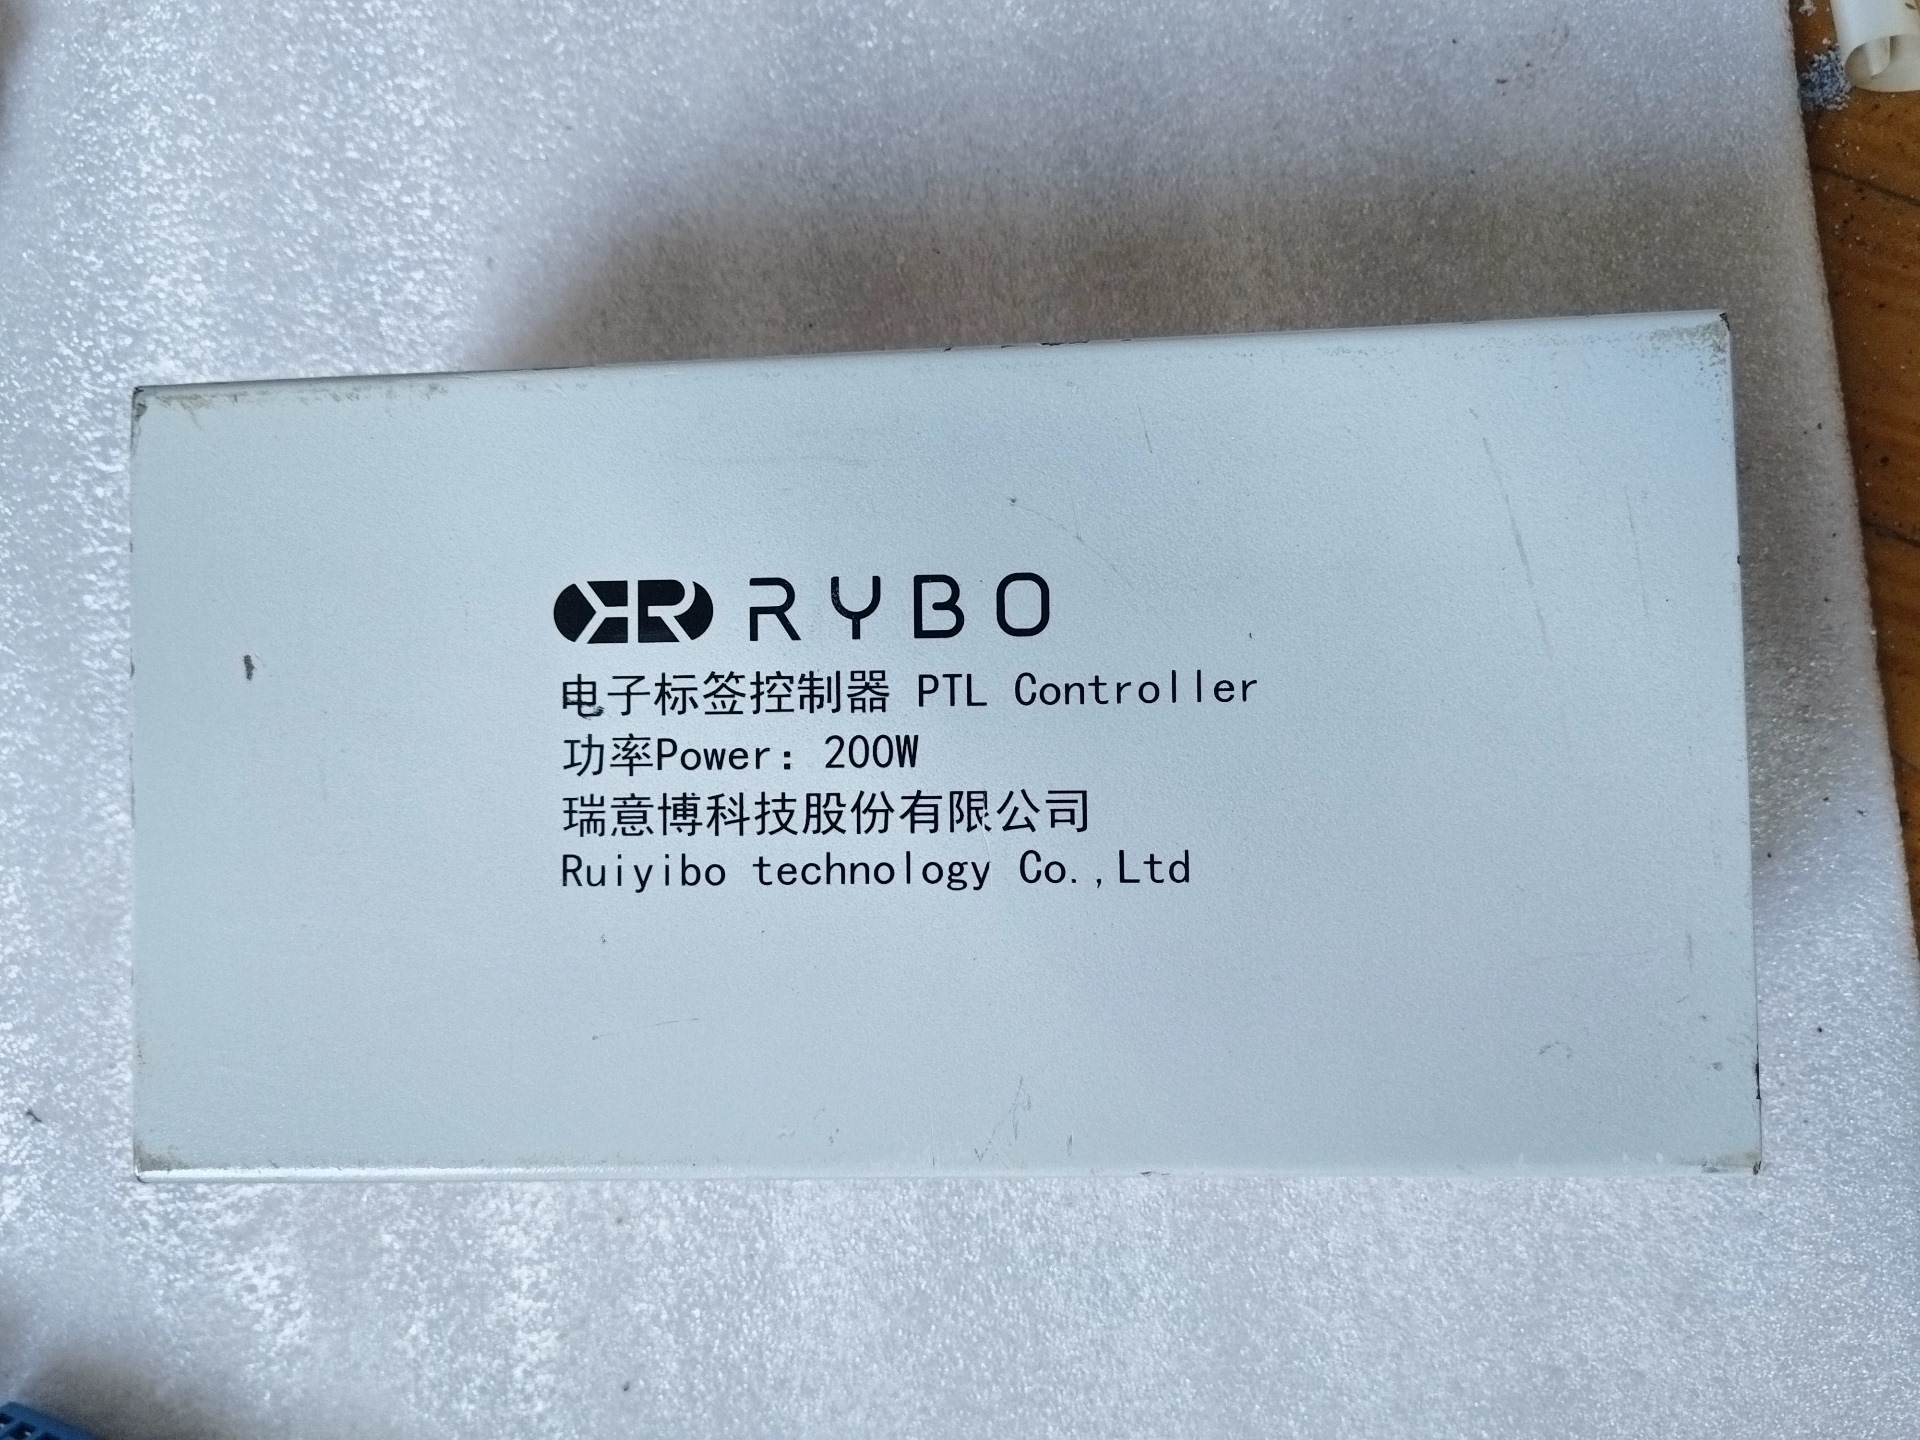 RYBO
电子标签控制器 PTL Controller
功率Power: 200W
瑞意博科技股份有限公司
Ruiyibo technology Co.,Ltd